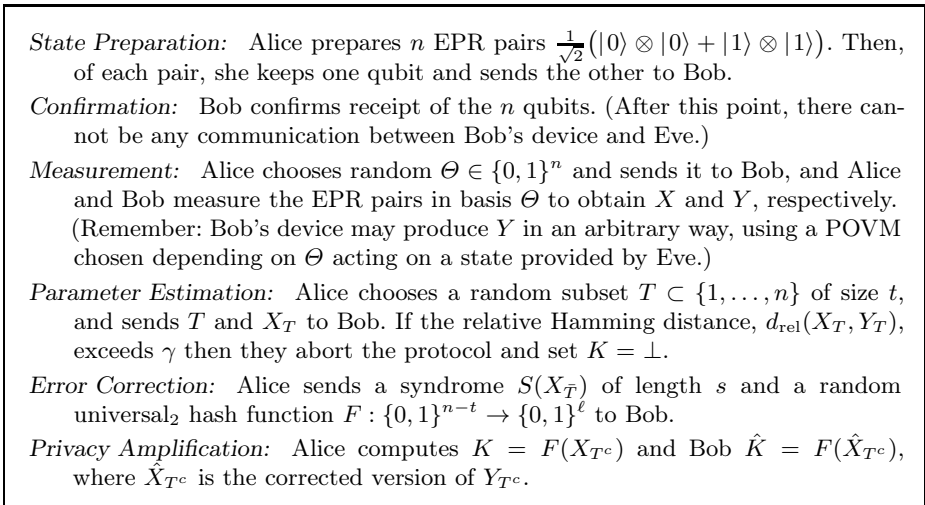 State Preparation: Alice prepares n EPR pairs 1/√2(|0⟩ ⊗ |0⟩ + |1⟩ ⊗ |1⟩). Then,
of each pair, she keeps one qubit and sends the other to Bob.
Confirmation: Bob confirms receipt of the n qubits. (After this point, there can-
not be any communication between Bob's device and Eve.)
Measurement: Alice chooses random Θ ∈ {0, 1}ⁿ and sends it to Bob, and Alice
and Bob measure the EPR pairs in basis Θ to obtain X and Y, respectively.
(Remember: Bob's device may produce Y in an arbitrary way, using a POVM
chosen depending on Θ acting on a state provided by Eve.)
Parameter Estimation: Alice chooses a random subset T ⊂ {1, . . . , n} of size t,
and sends T and X_T to Bob. If the relative Hamming distance, d_rel(X_T, Y_T),
exceeds γ then they abort the protocol and set K = ⊥.
Error Correction: Alice sends a syndrome S(X_T̄) of length s and a random
universal₂ hash function F : {0, 1}ⁿ⁻ᵗ → {0, 1}^ℓ to Bob.
Privacy Amplification: Alice computes K = F(X_{T^c}) and Bob K̂ = F(X̂_{T^c}),
where X̂_{T^c} is the corrected version of Y_{T^c}.